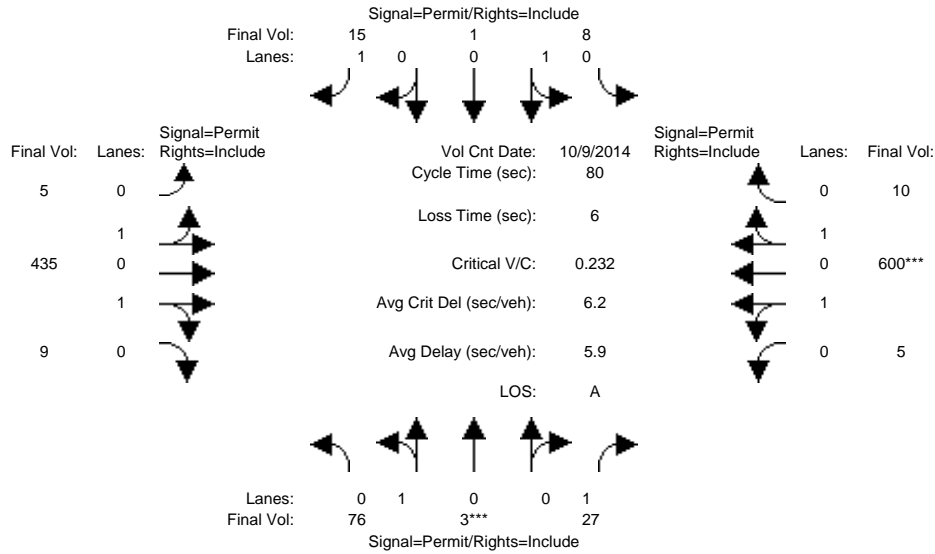 Signal=Permit/Rights=Include
Final Vol: 15 1 8
Lanes: 1 0 0 1 0
Signal=Permit Signal=Permit
Final Vol: Lanes: Rights=Include Vol Cnt Date: 10/9/2014 Rights=Include Lanes: Final Vol:
Cycle Time (sec): 80
5 0 0 10
Loss Time (sec): 6
1 1
435 0 Critical V/C: 0.232 0 600***
1 Avg Crit Del (sec/veh): 6.2 1
9 0 Avg Delay (sec/veh): 5.9 0 5
LOS: A
Lanes: 0 1 0 0 1
Final Vol: 76 3*** 27
Signal=Permit/Rights=Include